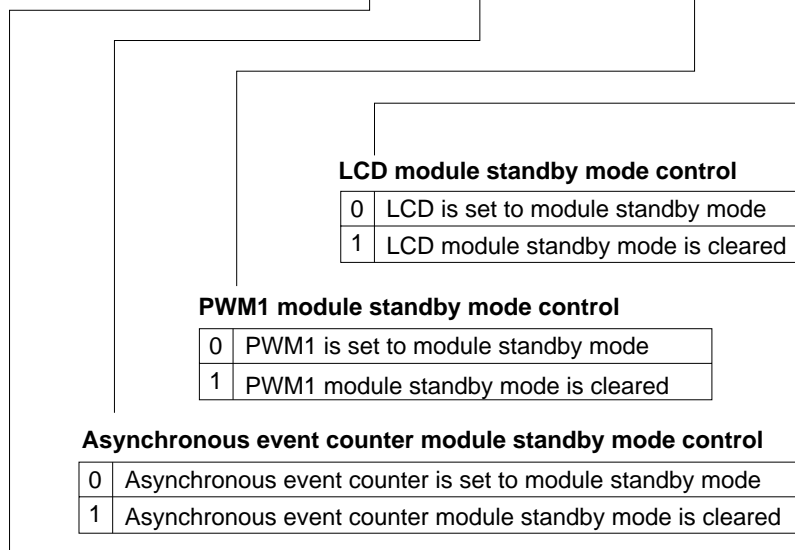 LCD module standby mode control
0 LCD is set to module standby mode
1 LCD module standby mode is cleared
PWM1 module standby mode control
0 PWM1 is set to module standby mode
1 PWM1 module standby mode is cleared
Asynchronous event counter module standby mode control
0 Asynchronous event counter is set to module standby mode
1 Asynchronous event counter module standby mode is cleared